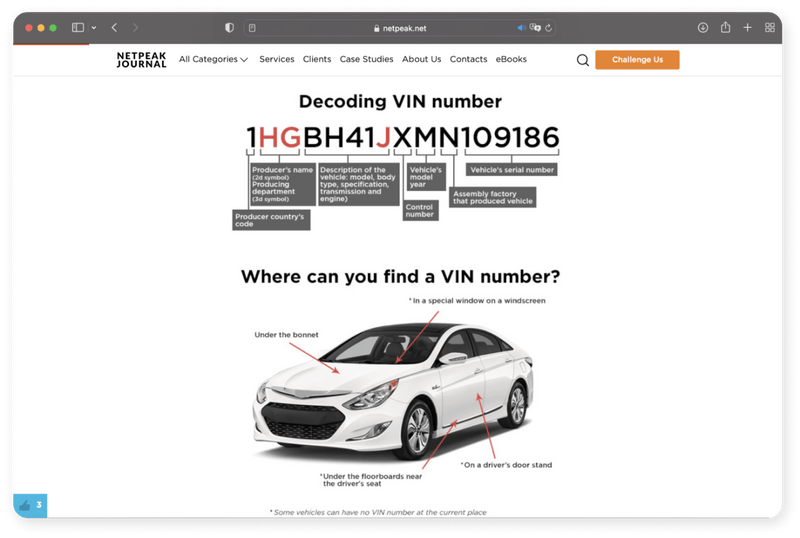 netpeak.net
NETPEAK
JOURNAL
All Categories
Services
Clients
Case Studies
About Us
Contacts
eBooks
Challenge Us
Decoding VIN number
1HGBH41JXMN109186
Producer's name
(2d symbol)
Producing
department
(3d symbol)
Description of the
vehicle: model, body
type, specification,
transmission and
engine)
Vehicle's
model
year
Vehicle's serial number
Assembly factory
that produced vehicle
Control
number
Producer country's
code
Where can you find a VIN number?
*In a special window on a windscreen
Under the bonnet
*On a driver's door stand
*Under the floorboards near
the driver's seat
3
* Some vehicles can have no VIN number at the current place